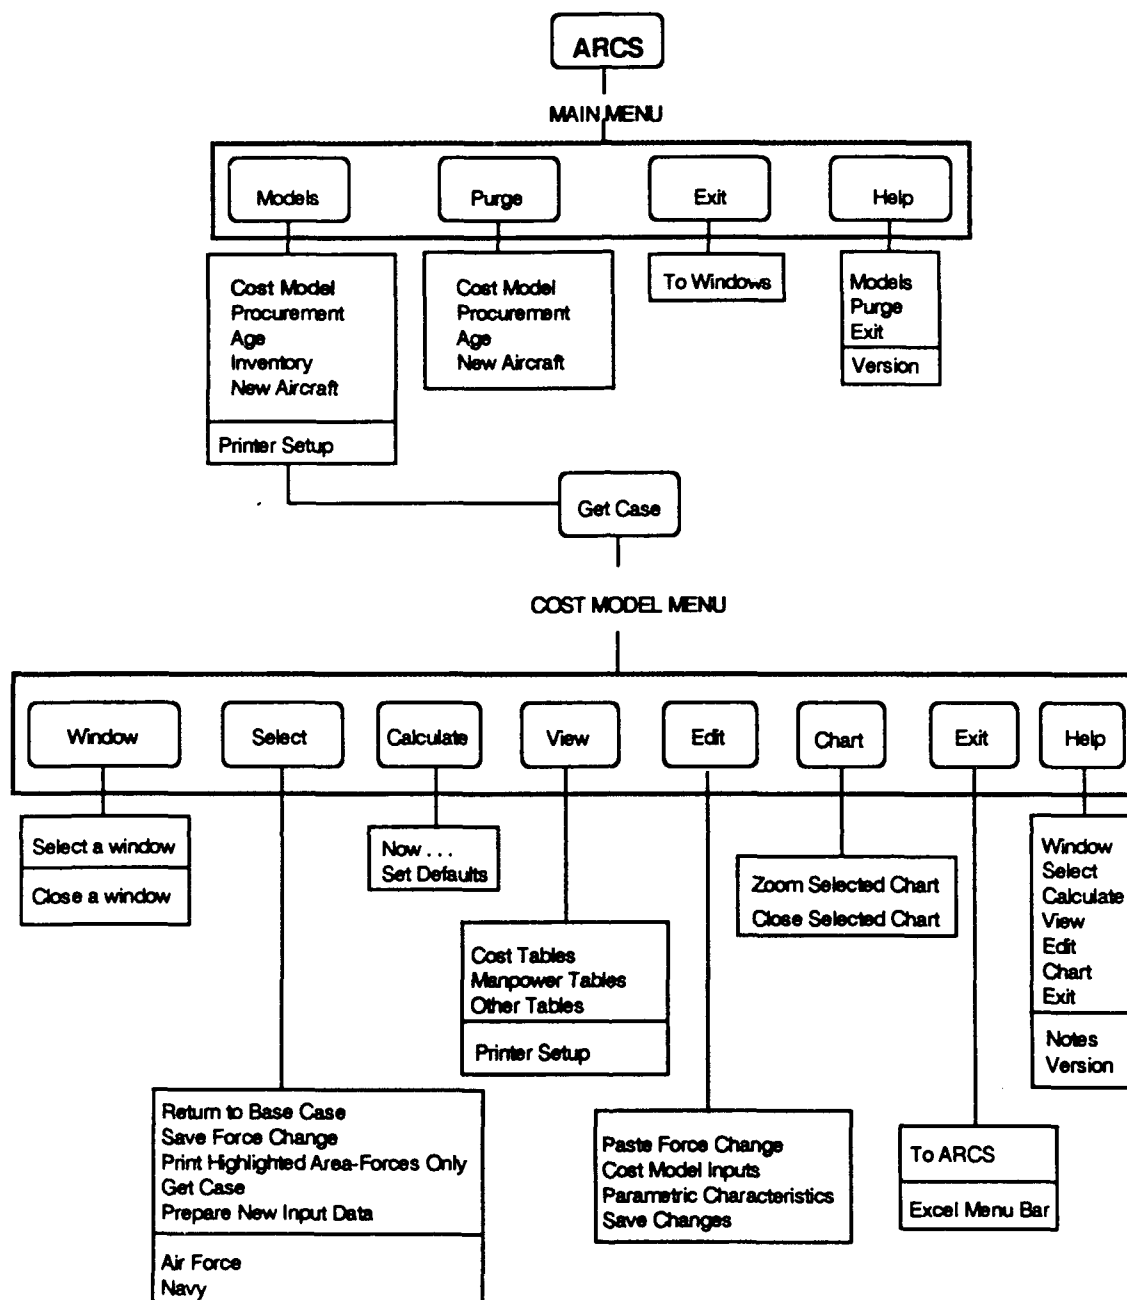 ARCS
MAIN MENU
Models
Purge
Exit
Help
Cost Model
Procurement
Age
Inventory
New Aircraft
Printer Setup
Cost Model
Procurement
Age
New Aircraft
To Windows
Models
Purge
Exit
Version
Get Case
COST MODEL MENU
Window
Select
Calculate
View
Edit
Chart
Exit
Help
Select a window
Close a window
Return to Base Case
Save Force Change
Print Highlighted Area-Forces Only
Get Case
Prepare New Input Data
Air Force
Navy
Now . . .
Set Defaults
Cost Tables
Manpower Tables
Other Tables
Printer Setup
Paste Force Change
Cost Model Inputs
Parametric Characteristics
Save Changes
Zoom Selected Chart
Close Selected Chart
To ARCS
Excel Menu Bar
Window
Select
Calculate
View
Edit
Chart
Exit
Notes
Version